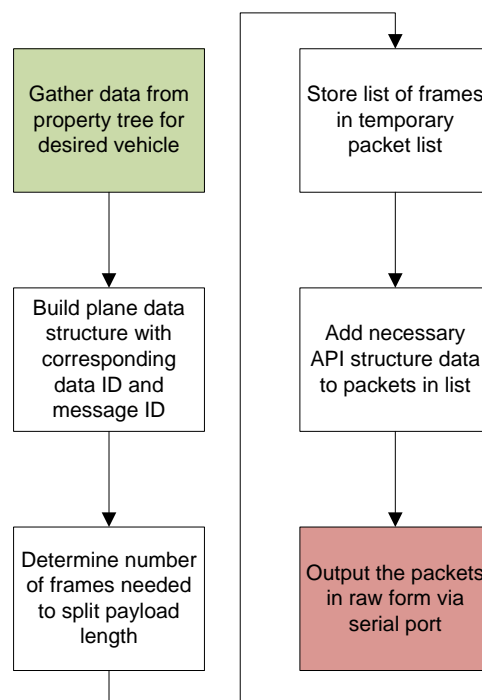 Gather data from
property tree for
desired vehicle
Build plane data
structure with
corresponding
data ID and
message ID
Determine number
of frames needed
to split payload
length
Store list of frames
in temporary
packet list
Add necessary
API structure data
to packets in list
Output the packets
in raw form via
serial port